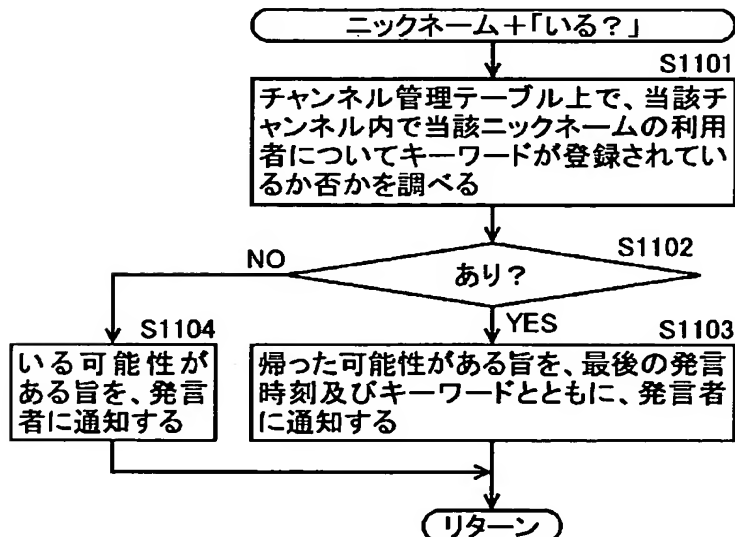 ニックネーム+「いる？」
S1101
チャンネル管理テーブル上で、当該チ
ャンネル内で当該ニックネームの利用
者についてキーワードが登録されてい
るか否かを調べる
S1102
あり？
NO
YES
S1104
いる可能性が
ある旨を、発言
者に通知する
S1103
帰った可能性がある旨を、最後の発言
時刻及びキーワードとともに、発言者
に通知する
リターン